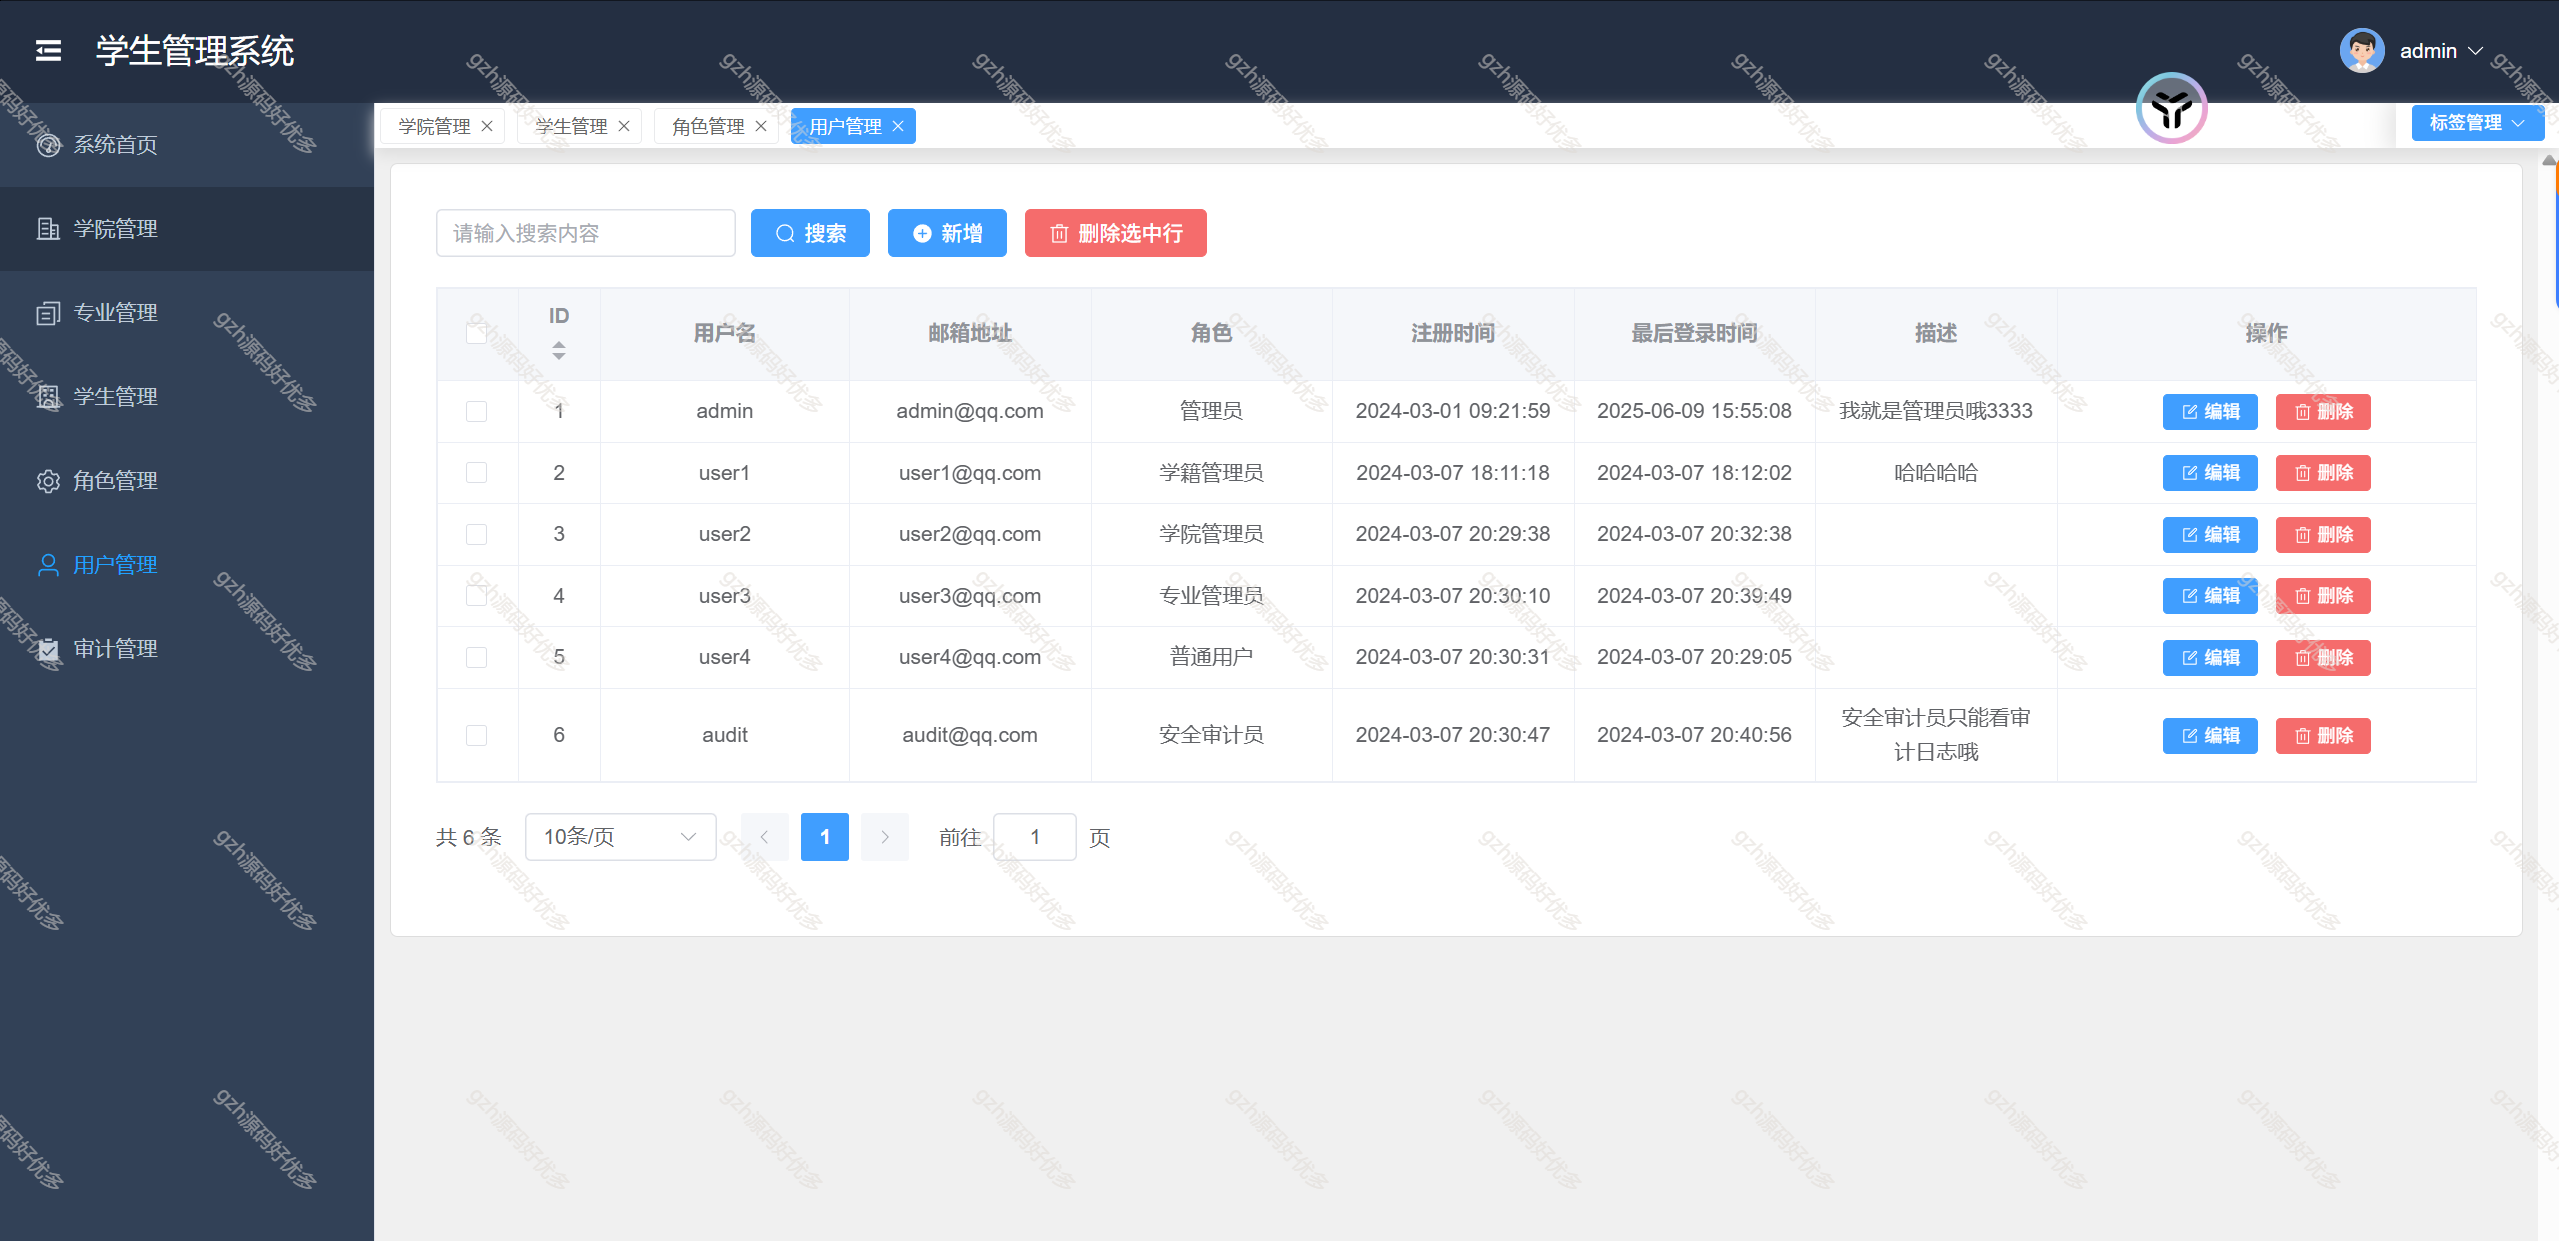 学生管理系统
admin
系统首页
学院管理
专业管理
学生管理
角色管理
用户管理
审计管理
学院管理
学生管理
角色管理
用户管理
标签管理
请输入搜索内容
搜索
新增
删除选中行
ID 用户名 邮箱地址 角色 注册时间 最后登录时间 描述 操作
1 admin admin@qq.com 管理员 2024-03-01 09:21:59 2025-06-09 15:55:08 我就是管理员哦3333 编辑 删除
2 user1 user1@qq.com 学籍管理员 2024-03-07 18:11:18 2024-03-07 18:12:02 哈哈哈哈 编辑 删除
3 user2 user2@qq.com 学院管理员 2024-03-07 20:29:38 2024-03-07 20:32:38 编辑 删除
4 user3 user3@qq.com 专业管理员 2024-03-07 20:30:10 2024-03-07 20:39:49 编辑 删除
5 user4 user4@qq.com 普通用户 2024-03-07 20:30:31 2024-03-07 20:29:05 编辑 删除
6 audit audit@qq.com 安全审计员 2024-03-07 20:30:47 2024-03-07 20:40:56 安全审计员只能看审
计日志哦 编辑 删除
共 6 条 10条/页 1 前往 1 页
gzh源码好优多